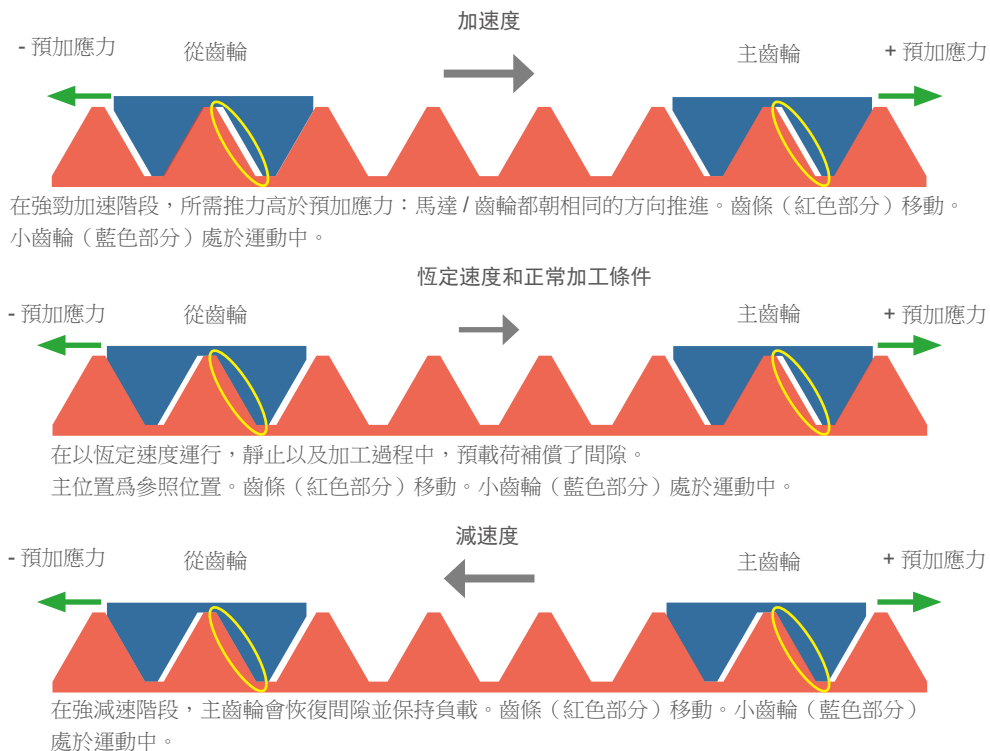 加速度
- 預加應力 從齒輪 主齒輪 + 預加應力
在強勁加速階段，所需推力高於預加應力：馬達 / 齒輪都朝相同的方向推進。齒條（紅色部分）移動。
小齒輪（藍色部分）處於運動中。
恆定速度和正常加工條件
- 預加應力 從齒輪 主齒輪 + 預加應力
在以恆定速度運行，靜止以及加工過程中，預載荷補償了間隙。
主位置爲參照位置。齒條（紅色部分）移動。小齒輪（藍色部分）處於運動中。
減速度
- 預加應力 從齒輪 主齒輪 + 預加應力
在強減速階段，主齒輪會恢復間隙並保持負載。齒條（紅色部分）移動。小齒輪（藍色部分）
處於運動中。